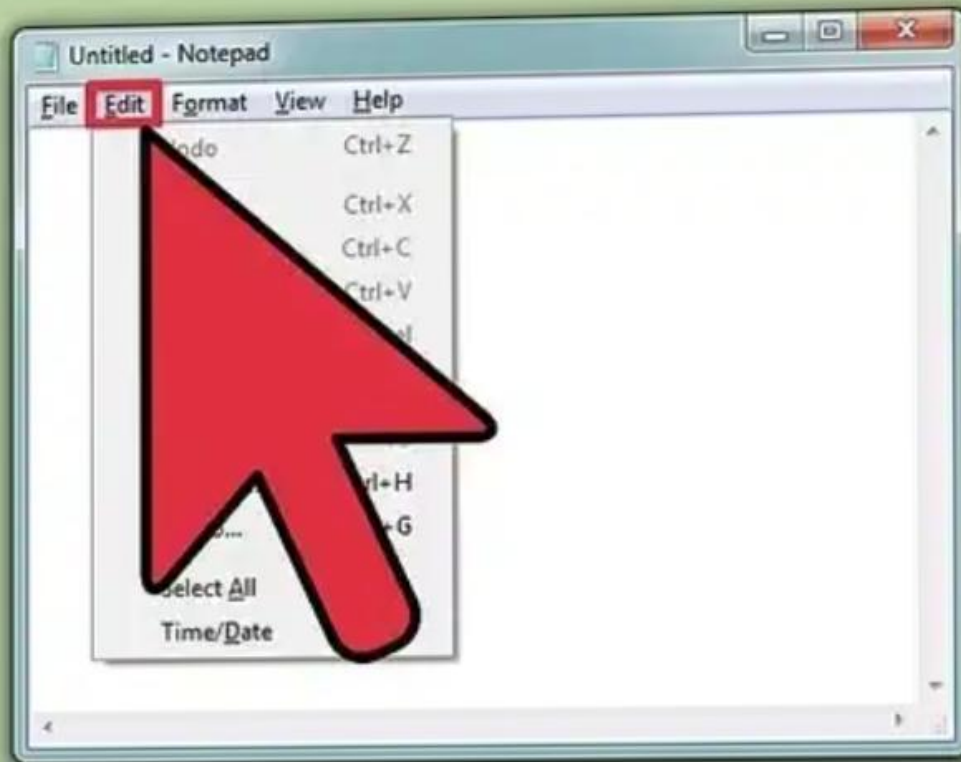 Untitled - Notepad
File Edit Format View Help
Ctrl+Z
Ctrl+X
Ctrl+C
Ctrl+V
Select All
Time/Date